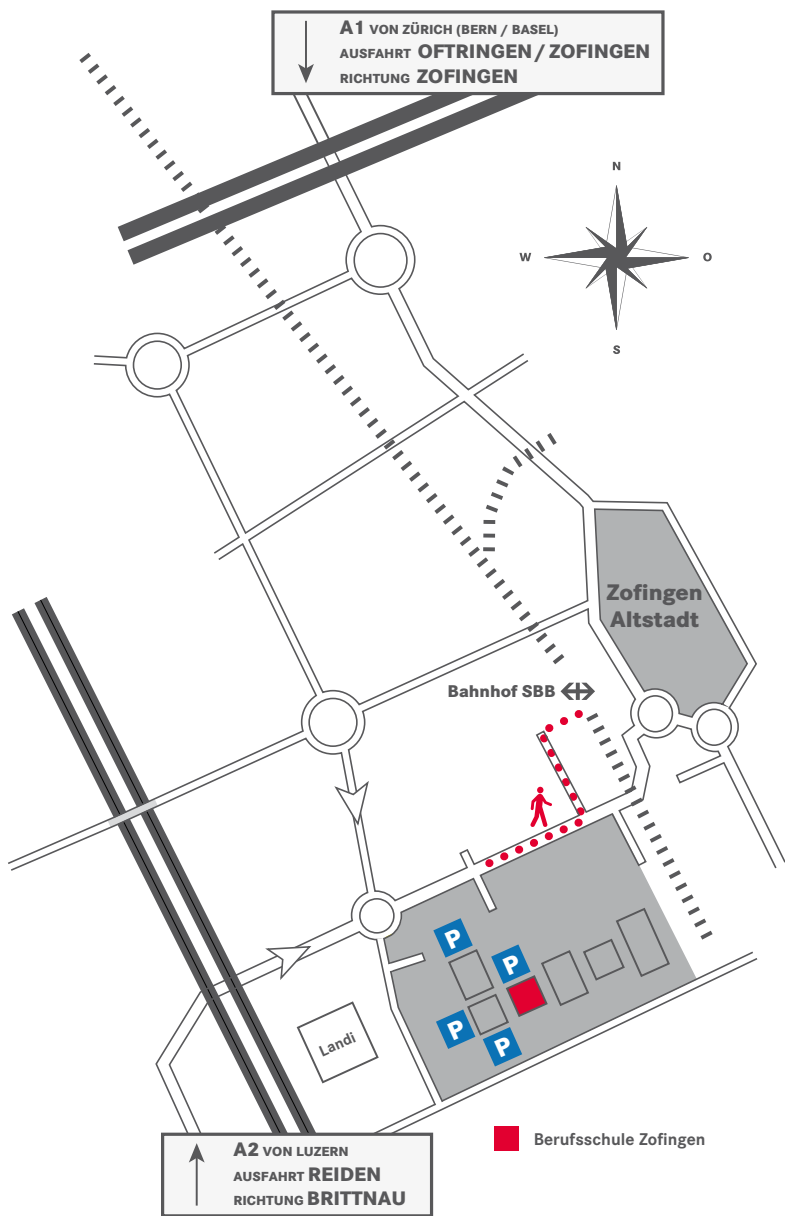 A1 VON ZÜRICH (BERN / BASEL)
AUSFAHRT OFTRINGEN / ZOFINGEN
RICHTUNG ZOFINGEN
N
W
O
S
Zofingen
Altstadt
Bahnhof SBB
P
P
P
P
Landi
Berufsschule Zofingen
A2 VON LUZERN
AUSFAHRT REIDEN
RICHTUNG BRITTNAU